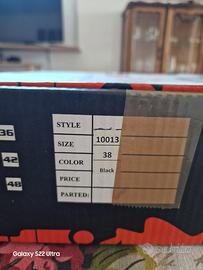 STYLE
SIZE 10013
COLOR 38
PRICE Black
PARTED:
36
42
48
Galaxy S22 Ultra